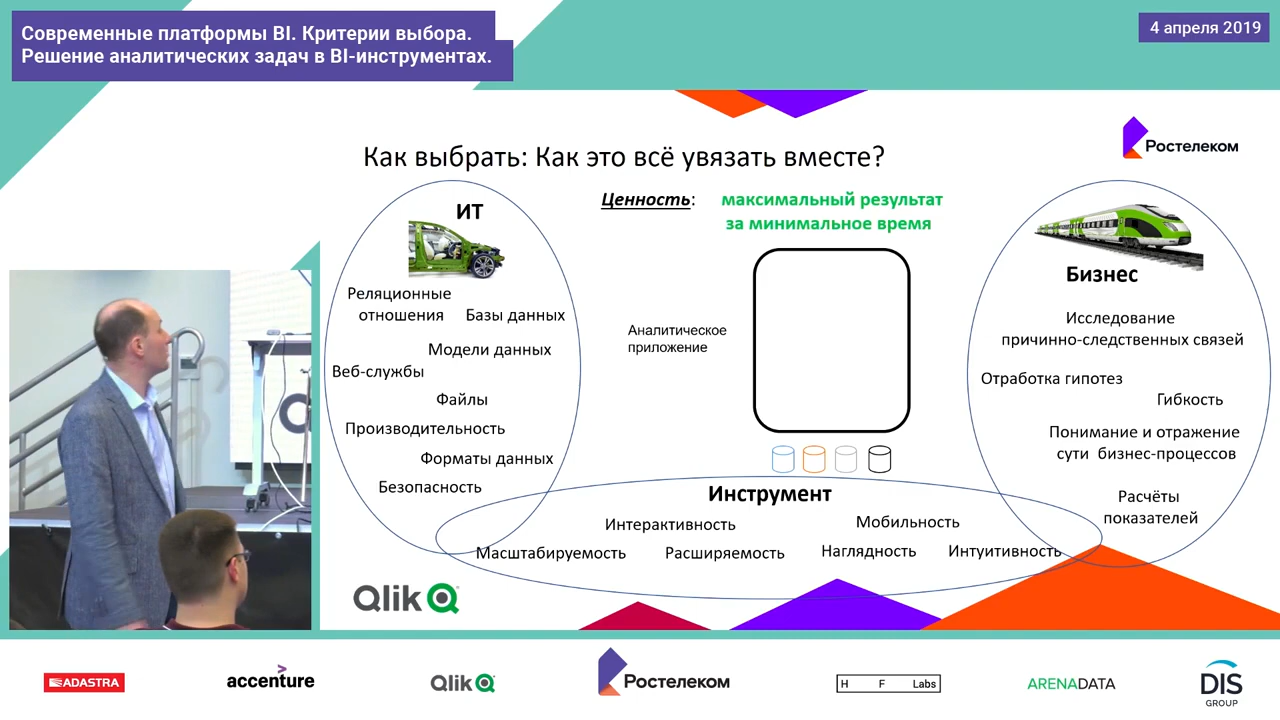 Современные платформы BI. Критерии выбора.
Решение аналитических задач в BI-инструментах.
4 апреля 2019
Ростелеком
Как выбрать: Как это всё увязать вместе?
Ценность: максимальный результат
за минимальное время
ИТ
Реляционные
отношения
Базы данных
Модели данных
Веб-службы
Файлы
Производительность
Форматы данных
Безопасность
Аналитическое
приложение
Бизнес
Исследование
причинно-следственных связей
Отработка гипотез
Гибкость
Понимание и отражение
сути бизнес-процессов
Расчёты
показателей
Инструмент
Интерактивность
Мобильность
Масштабируемость
Расширяемость
Наглядность
Интуитивность
Qlik
ADASTRA
accenture
Qlik
Ростелеком
H F Labs
ARENADATA
DIS
GROUP